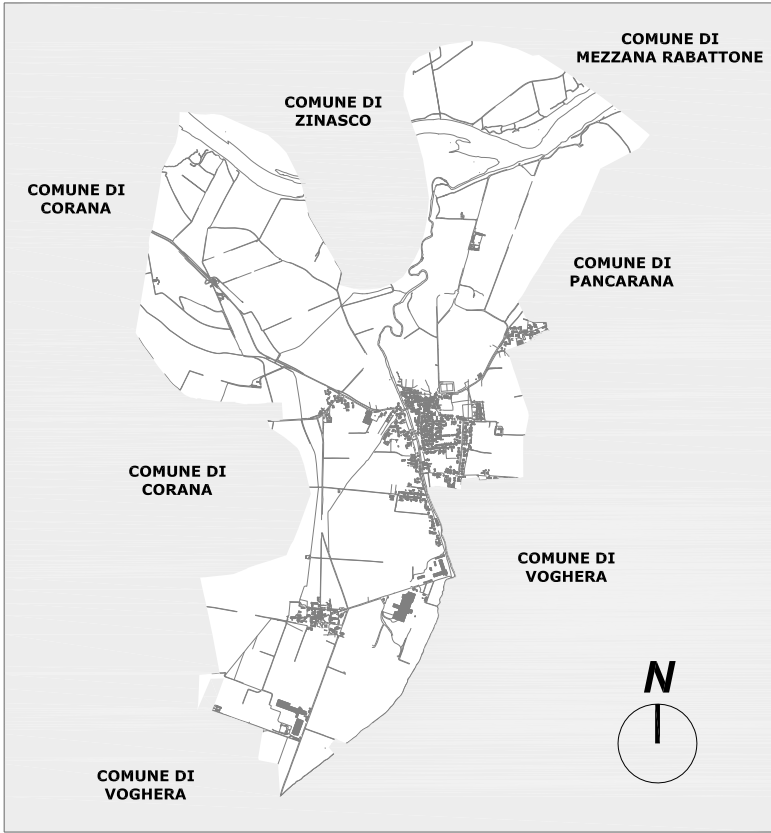 COMUNE DI
MEZZANA RABATTONE
COMUNE DI
ZINASCO
COMUNE DI
CORANA
COMUNE DI
PANCARANA
COMUNE DI
CORANA
COMUNE DI
VOGHERA
N
COMUNE DI
VOGHERA